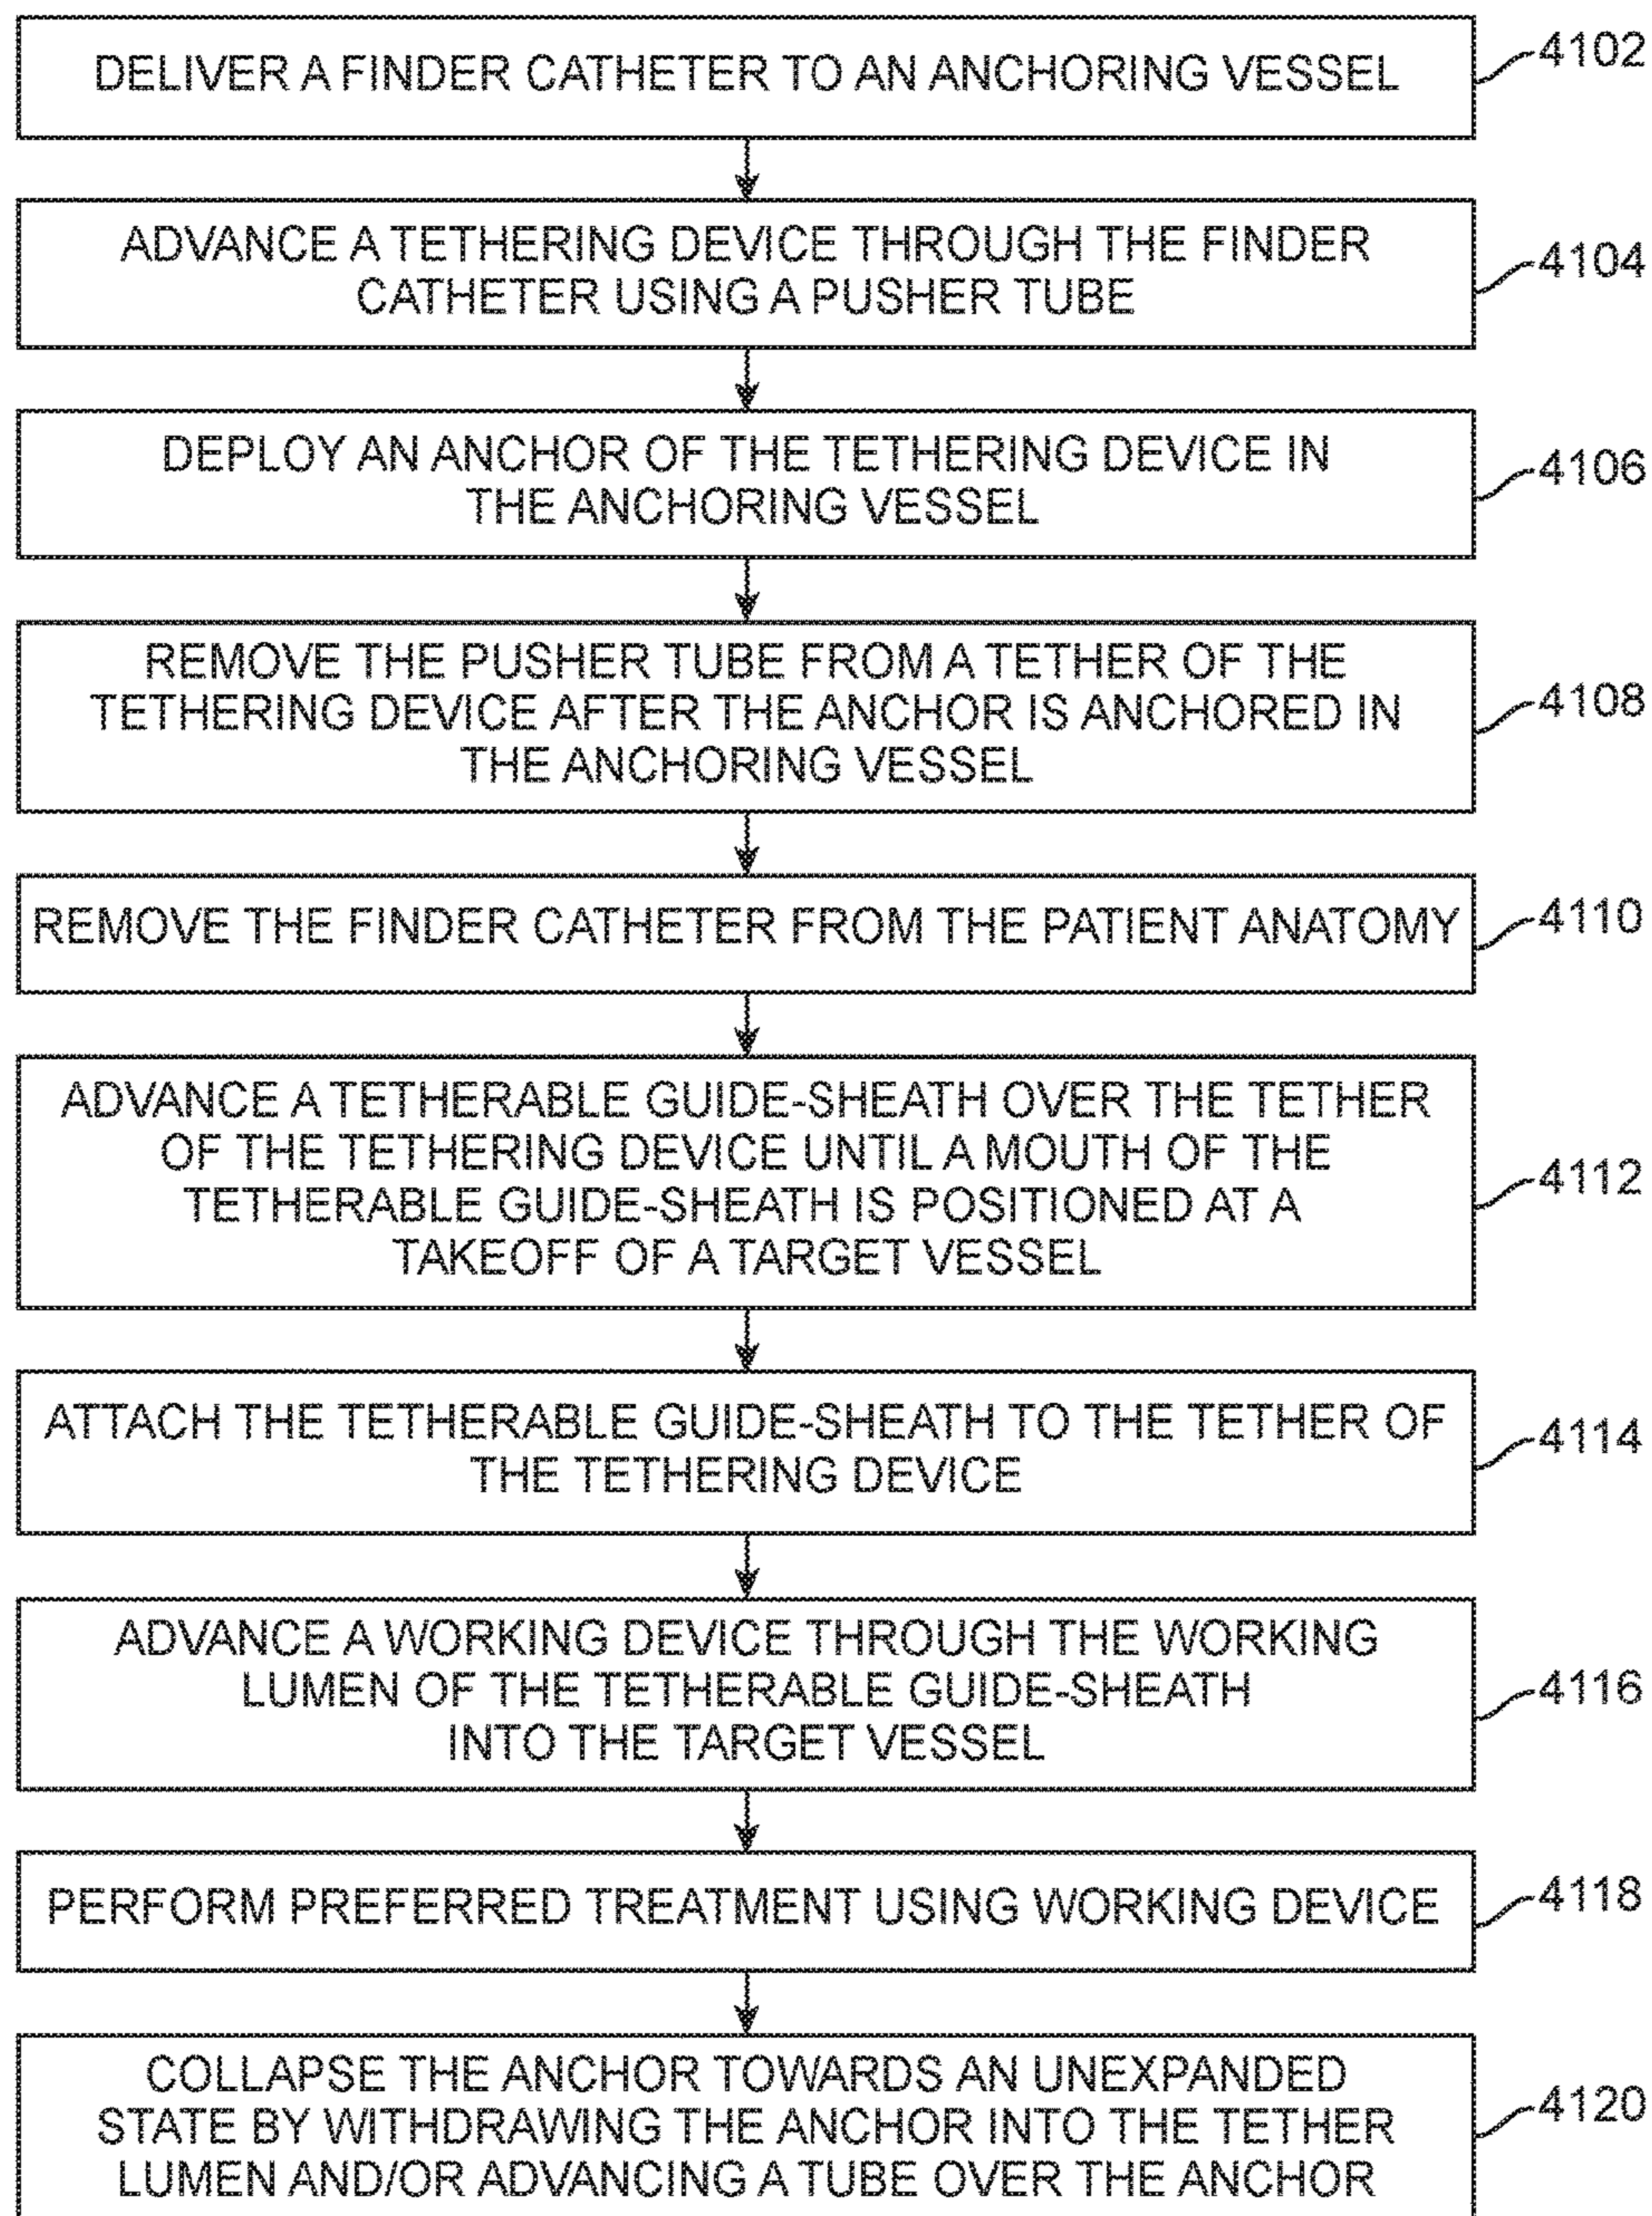 DELIVER A FINDER CATHETER TO AN ANCHORING VESSEL
4102
ADVANCE A TETHERING DEVICE THROUGH THE FINDER
CATHETER USING A PUSHER TUBE
4104
DEPLOY AN ANCHOR OF THE TETHERING DEVICE IN
THE ANCHORING VESSEL
4106
REMOVE THE PUSHER TUBE FROM A TETHER OF THE
TETHERING DEVICE AFTER THE ANCHOR IS ANCHORED IN
THE ANCHORING VESSEL
4108
REMOVE THE FINDER CATHETER FROM THE PATIENT ANATOMY
4110
ADVANCE A TETHERABLE GUIDE-SHEATH OVER THE TETHER
OF THE TETHERING DEVICE UNTIL A MOUTH OF THE
TETHERABLE GUIDE-SHEATH IS POSITIONED AT A
TAKEOFF OF A TARGET VESSEL
4112
ATTACH THE TETHERABLE GUIDE-SHEATH TO THE TETHER OF
THE TETHERING DEVICE
4114
ADVANCE A WORKING DEVICE THROUGH THE WORKING
LUMEN OF THE TETHERABLE GUIDE-SHEATH
INTO THE TARGET VESSEL
4116
PERFORM PREFERRED TREATMENT USING WORKING DEVICE
4118
COLLAPSE THE ANCHOR TOWARDS AN UNEXPANDED
STATE BY WITHDRAWING THE ANCHOR INTO THE TETHER
LUMEN AND/OR ADVANCING A TUBE OVER THE ANCHOR
4120